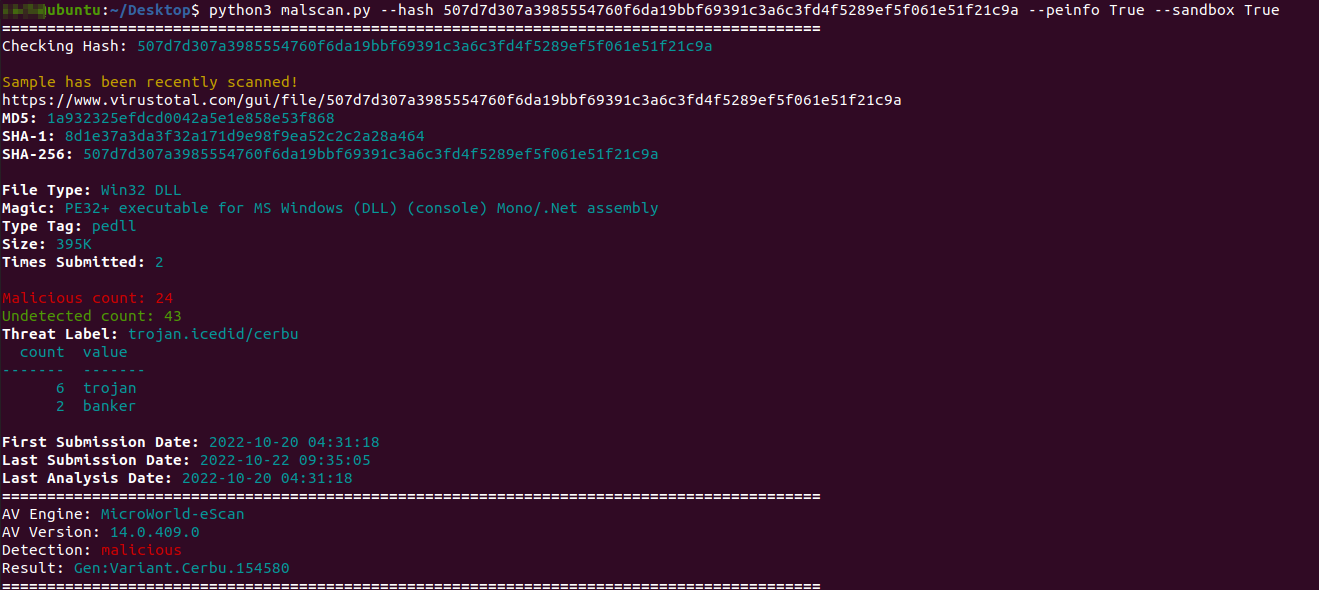 ubuntu:~/Desktop$ python3 malscan.py --hash 507d7d307a3985554760f6da19bbf69391c3a6c3fd4f5289ef5f061e51f21c9a --peinfo True --sandbox True
===========================================================================================
Checking Hash: 507d7d307a3985554760f6da19bbf69391c3a6c3fd4f5289ef5f061e51f21c9a
Sample has been recently scanned!
https://www.virustotal.com/gui/file/507d7d307a3985554760f6da19bbf69391c3a6c3fd4f5289ef5f061e51f21c9a
MD5: 1a932325efdcd0042a5e1e858e53f868
SHA-1: 8d1e37a3da3f32a171d9e98f9ea52c2c2a28a464
SHA-256: 507d7d307a3985554760f6da19bbf69391c3a6c3fd4f5289ef5f061e51f21c9a
File Type: Win32 DLL
Magic: PE32+ executable for MS Windows (DLL) (console) Mono/.Net assembly
Type Tag: pedll
Size: 395K
Times Submitted: 2
Malicious count: 24
Undetected count: 43
Threat Label: trojan.icedid/cerbu
count value
------- -------
6 trojan
2 banker
First Submission Date: 2022-10-20 04:31:18
Last Submission Date: 2022-10-22 09:35:05
Last Analysis Date: 2022-10-20 04:31:18
===========================================================================================
AV Engine: MicroWorld-eScan
AV Version: 14.0.409.0
Detection: malicious
Result: Gen:Variant.Cerbu.154580
===========================================================================================